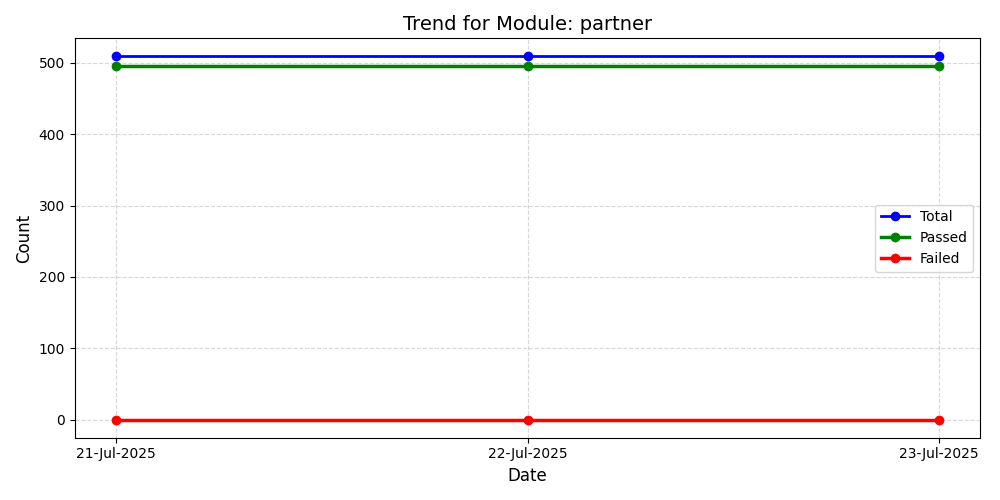 Trend for Module: partner
500
400
300
200
100
0
Count
Total
Passed
Failed
21-Jul-2025
22-Jul-2025
23-Jul-2025
Date